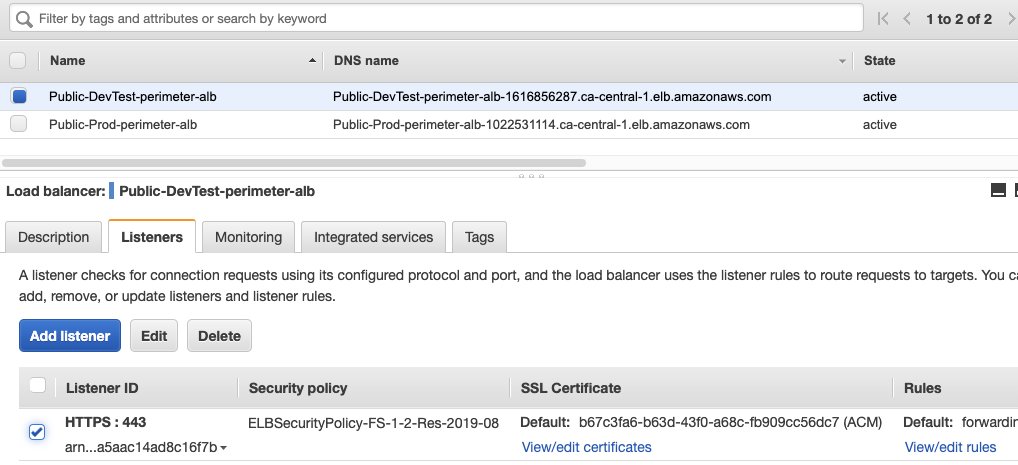 Filter by tags and attributes or search by keyword
1 to 2 of 2
Name DNS name State
Public-DevTest-perimeter-alb Public-DevTest-perimeter-alb-1616856287.ca-central-1.elb.amazonaws.com active
Public-Prod-perimeter-alb Public-Prod-perimeter-alb-1022531114.ca-central-1.elb.amazonaws.com active
Load balancer: Public-DevTest-perimeter-alb
Description Listeners Monitoring Integrated services Tags
A listener checks for connection requests using its configured protocol and port, and the load balancer uses the listener rules to route requests to targets. You ca
add, remove, or update listeners and listener rules.
Add listener Edit Delete
Listener ID Security policy SSL Certificate Rules
HTTPS : 443 ELBSecurityPolicy-FS-1-2-Res-2019-08 Default: b67c3fa6-b63d-43f0-a68c-fb909cc56dc7 (ACM) Default: forwardin
arn...a5aac14ad8c16f7b View/edit certificates View/edit rules